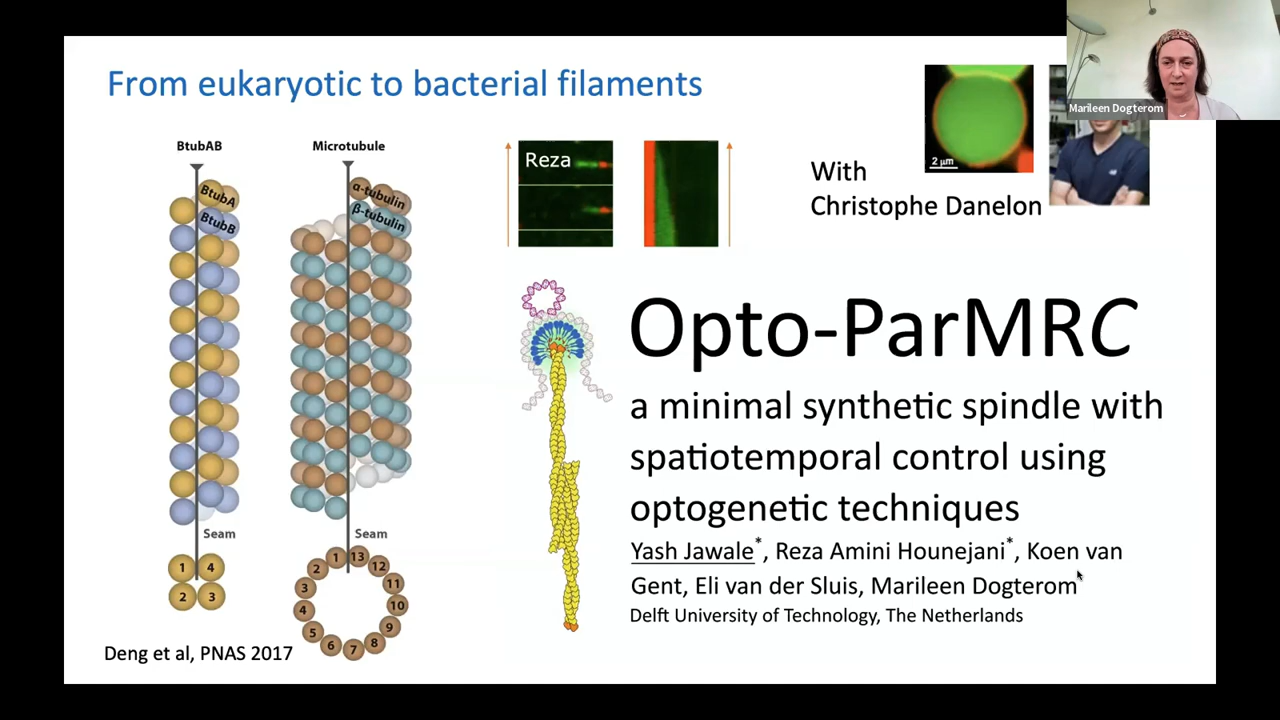 From eukaryotic to bacterial filaments
Marileen Dogterom
BtubAB
Microtubule
BtubA
BtubB
α-tubulin
β-tubulin
Seam
Seam
1 4
2 3
1 13
2 12
3 11
4 10
5 9
6 7 8
Deng et al, PNAS 2017
Reza
2 μm
With
Christophe Danelon
Opto-ParMRC
a minimal synthetic spindle with
spatiotemporal control using
optogenetic techniques
Yash Jawale*, Reza Amini Hounejani*, Koen van
Gent, Eli van der Sluis, Marileen Dogterom
Delft University of Technology, The Netherlands